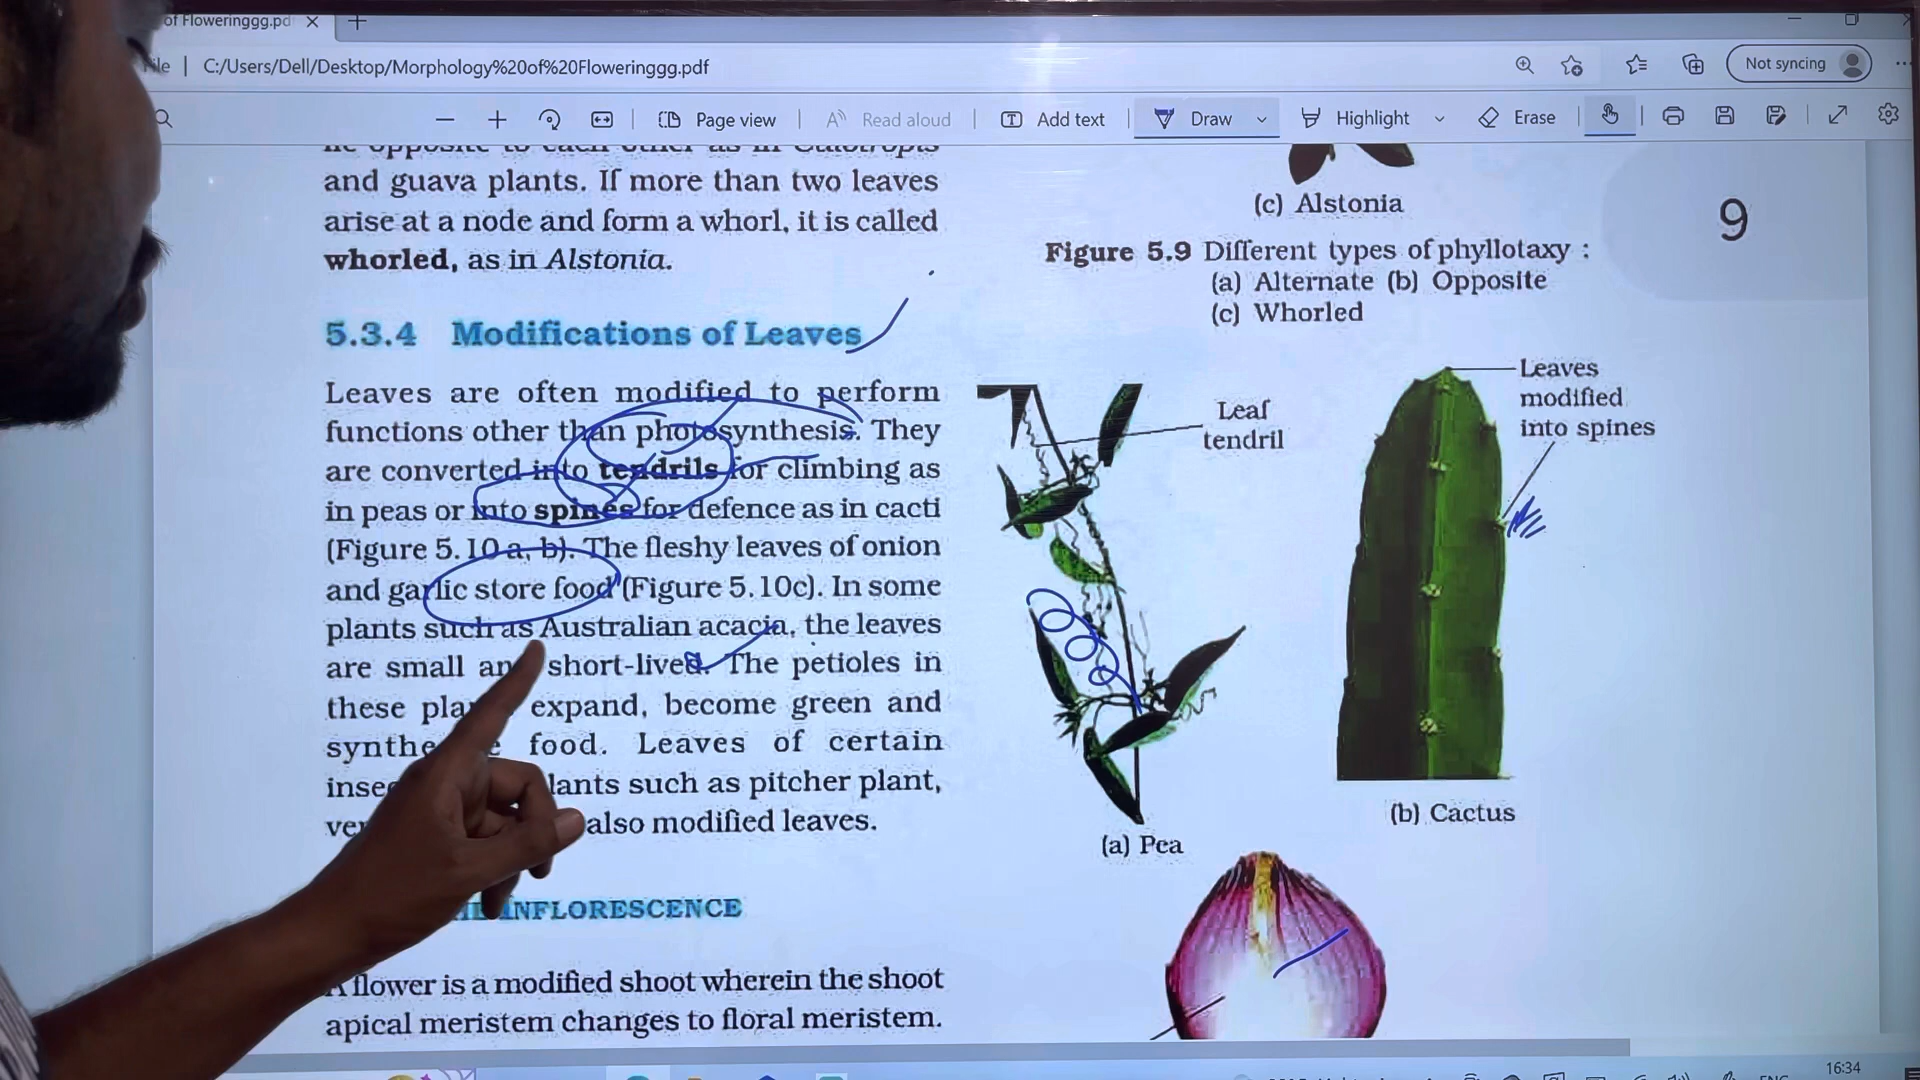 of Floweringgg.pd
C:/Users/Dell/Desktop/Morphology%20of%20Floweringgg.pdf
Not syncing
Page view
Read aloud
Add text
Draw
Highlight
Erase
and guava plants. If more than two leaves
arise at a node and form a whorl, it is called
whorled, as in Alstonia.
5.3.4 Modifications of Leaves
Leaves are often modified to perform
functions other than photosynthesis. They
are converted into tendrils for climbing as
in peas or into spines for defence as in cacti
(Figure 5.10 a, b). The fleshy leaves of onion
and garlic store food (Figure 5.10c). In some
plants such as Australian acacia, the leaves
are small an short-lived. The petioles in
these pla expand, become green and
synthe e food. Leaves of certain
inse lants such as pitcher plant,
ve also modified leaves.
INFLORESCENCE
A flower is a modified shoot wherein the shoot
apical meristem changes to floral meristem.
(c) Alstonia
9
Figure 5.9 Different types of phyllotaxy :
(a) Alternate (b) Opposite
(c) Whorled
Leaf
tendril
Leaves
modified
into spines
(a) Pea
(b) Cactus
16:34
ENG